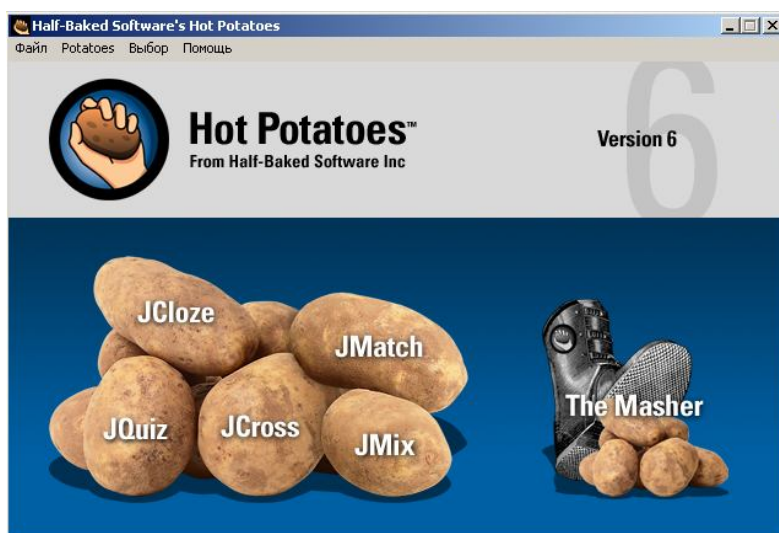 Half-Baked Software's Hot Potatoes
Файл Potatoes Выбор Помощь
Hot Potatoes™
From Half-Baked Software Inc
Version 6
6
JCloze
JMatch
JQuiz
JCross
JMix
The Masher